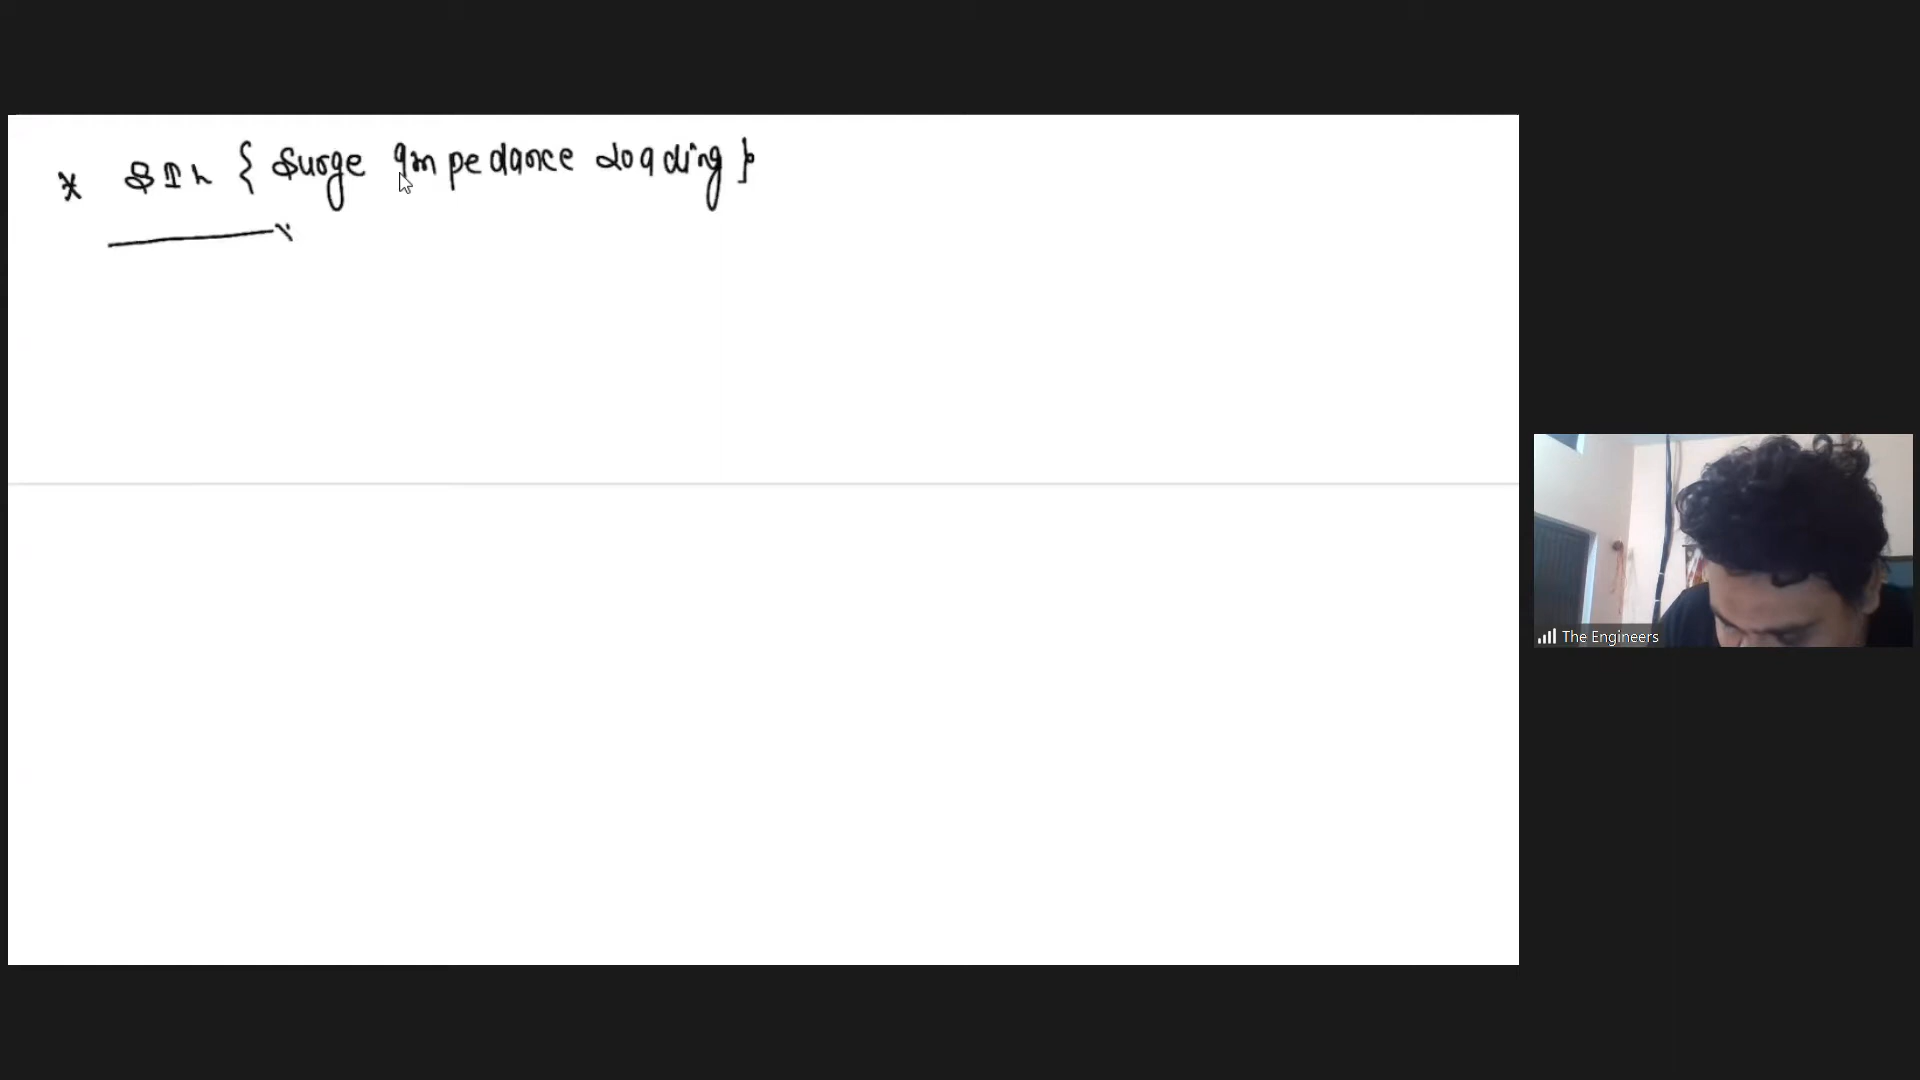 * SIL { Surge Impedance Loading }
The Engineers